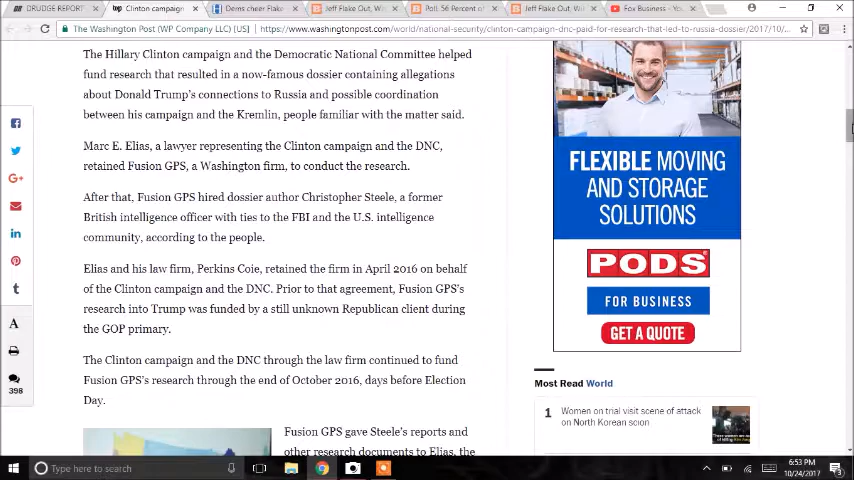 DRUDGE REPORT
Clinton campaign
Dems cheer Flake
Jeff Flake Out, W
Poll: 56 Percent of
Jeff Flake Out, W
Fox Business - You
The Washington Post (WP Company LLC) [US]
https://www.washingtonpost.com/world/national-security/clinton-campaign-dnc-paid-for-research-that-led-to-russia-dossier/2017/10/
The Hillary Clinton campaign and the Democratic National Committee helped
fund research that resulted in a now-famous dossier containing allegations
about Donald Trump's connections to Russia and possible coordination
between his campaign and the Kremlin, people familiar with the matter said.
Marc E. Elias, a lawyer representing the Clinton campaign and the DNC,
retained Fusion GPS, a Washington firm, to conduct the research.
After that, Fusion GPS hired dossier author Christopher Steele, a former
British intelligence officer with ties to the FBI and the U.S. intelligence
community, according to the people.
Elias and his law firm, Perkins Coie, retained the firm in April 2016 on behalf
of the Clinton campaign and the DNC. Prior to that agreement, Fusion GPS's
research into Trump was funded by a still unknown Republican client during
the GOP primary.
The Clinton campaign and the DNC through the law firm continued to fund
Fusion GPS's research through the end of October 2016, days before Election
Day.
Fusion GPS gave Steele's reports and
other research documents to Elias, the
398
FLEXIBLE MOVING
AND STORAGE
SOLUTIONS
PODS
FOR BUSINESS
GET A QUOTE
Most Read World
1 Women on trial visit scene of attack
on North Korean scion
Type here to search
6:53 PM
10/24/2017